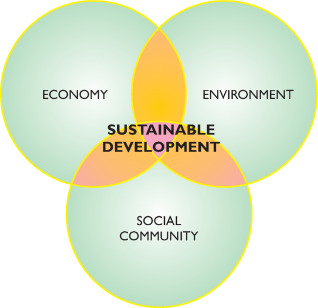 ECONOMY
ENVIRONMENT
SUSTAINABLE
DEVELOPMENT
SOCIAL
COMMUNITY